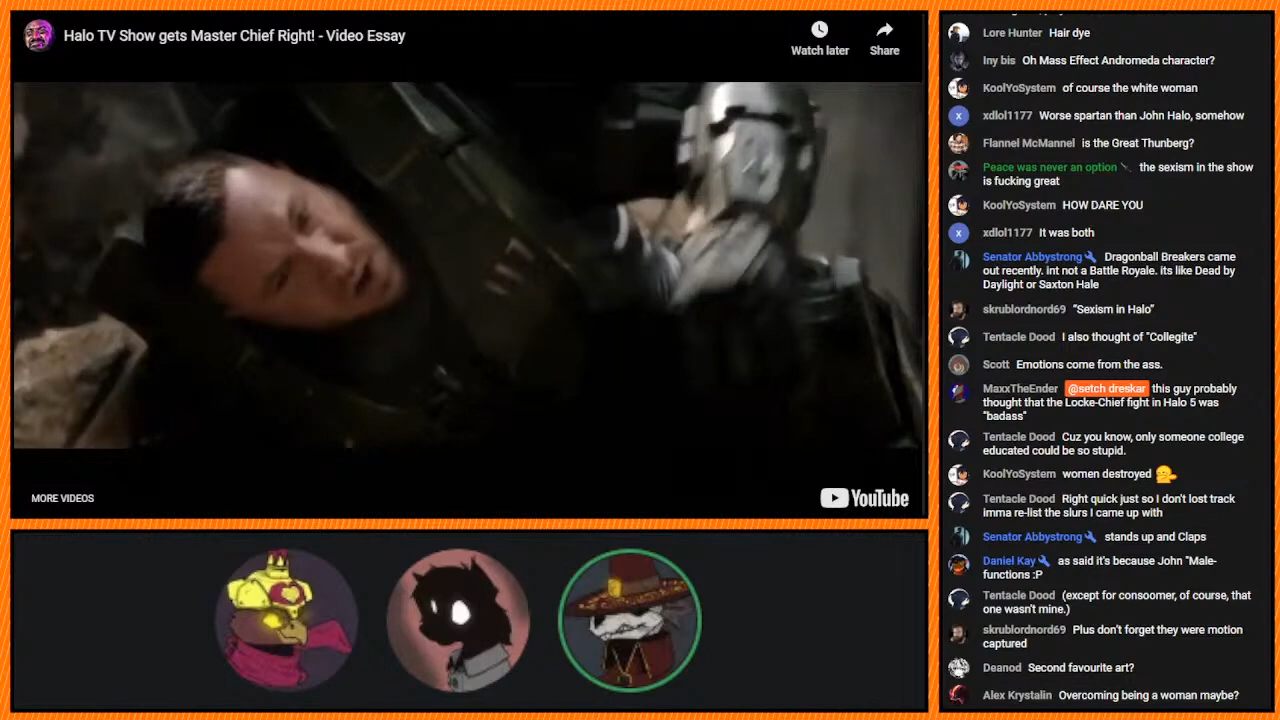 Halo TV Show gets Master Chief Right! - Video Essay
Watch later
Share
117
MORE VIDEOS
YouTube
Lore Hunter Hair dye
Iny bis Oh Mass Effect Andromeda character?
KoolYoSystem of course the white woman
x
xdlol1177 Worse spartan than John Halo, somehow
Flannel McMannel is the Great Thunberg?
Peace was never an option the sexism in the show
is fucking great
KoolYoSystem HOW DARE YOU
x
xdlol1177 It was both
Senator Abbystrong Dragonball Breakers came
out recently. int not a Battle Royale. its like Dead by
Daylight or Saxton Hale
skrublordnord69 “Sexism in Halo”
Tentacle Dood I also thought of “Collegite”
Scott Emotions come from the ass.
MaxxTheEnder @setch dreskar this guy probably
thought that the Locke-Chief fight in Halo 5 was
“badass”
Tentacle Dood Cuz you know, only someone college
educated could be so stupid.
KoolYoSystem women destroyed
Tentacle Dood Right quick just so I don't lost track
imma re-list the slurs I came up with
Senator Abbystrong stands up and Claps
Daniel Kay as said it's because John "Male-
functions :P
Tentacle Dood (except for consoomer, of course, that
one wasn't mine.)
skrublordnord69 Plus don't forget they were motion
captured
Deanod Second favourite art?
Alex Krystalin Overcoming being a woman maybe?